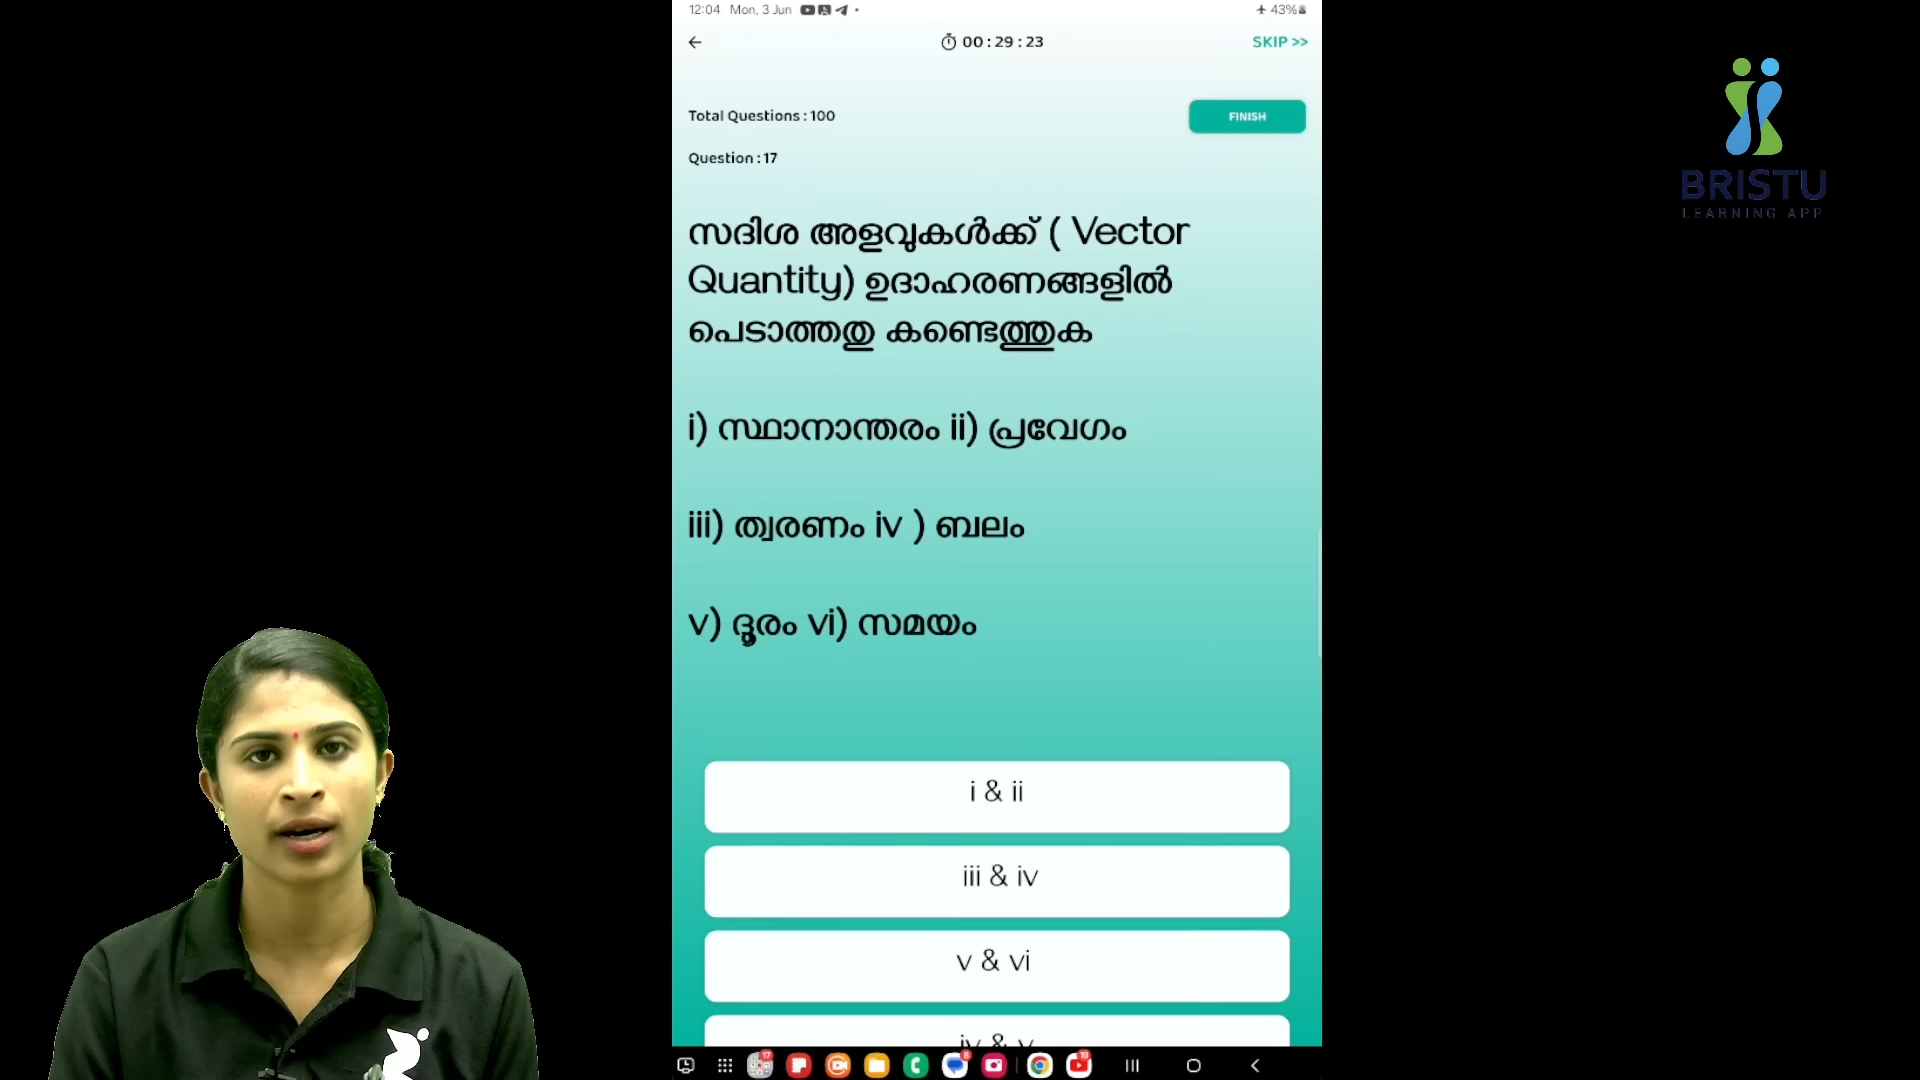 12:04 Mon, 3 Jun
43%
00 : 29 : 23
SKIP >>
Total Questions : 100
FINISH
Question : 17
സദിശ അളവുകൾക്ക് ( Vector
Quantity) ഉദാഹരണങ്ങളിൽ
പെടാത്തതു കണ്ടെത്തുക
i) സ്ഥാനാന്തരം ii) പ്രവേഗം
iii) ത്വരണം iv ) ബലം
v) ദൂരം vi) സമയം
i & ii
iii & iv
v & vi
iv & v
BRISTU
LEARNING APP